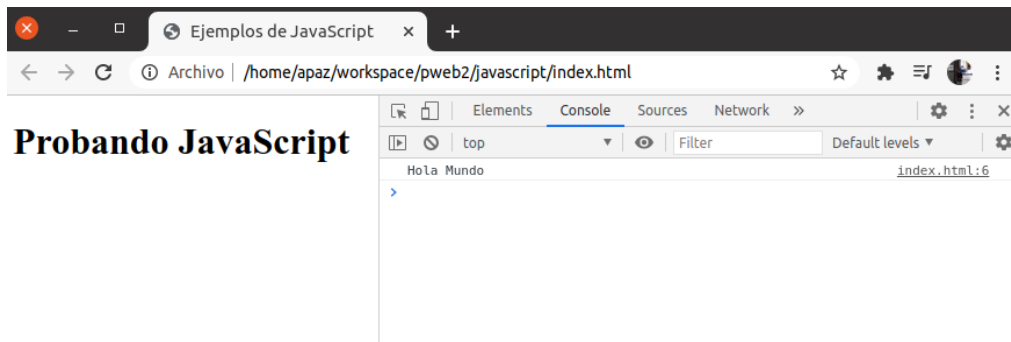 Ejemplos de JavaScript
Archivo /home/apaz/workspace/pweb2/javascript/index.html
Probando JavaScript
Elements Console Sources Network
top Filter Default levels
Hola Mundo index.html:6